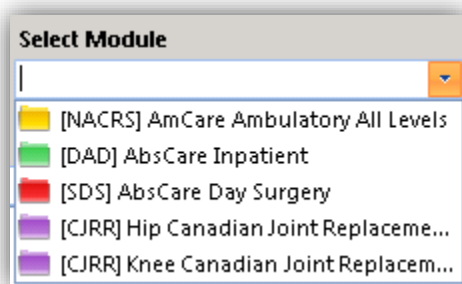 Select Module
[NACRS] AmCare Ambulatory All Levels
[DAD] AbsCare Inpatient
[SDS] AbsCare Day Surgery
[CJRR] Hip Canadian Joint Replaceme...
[CJRR] Knee Canadian Joint Replacem...